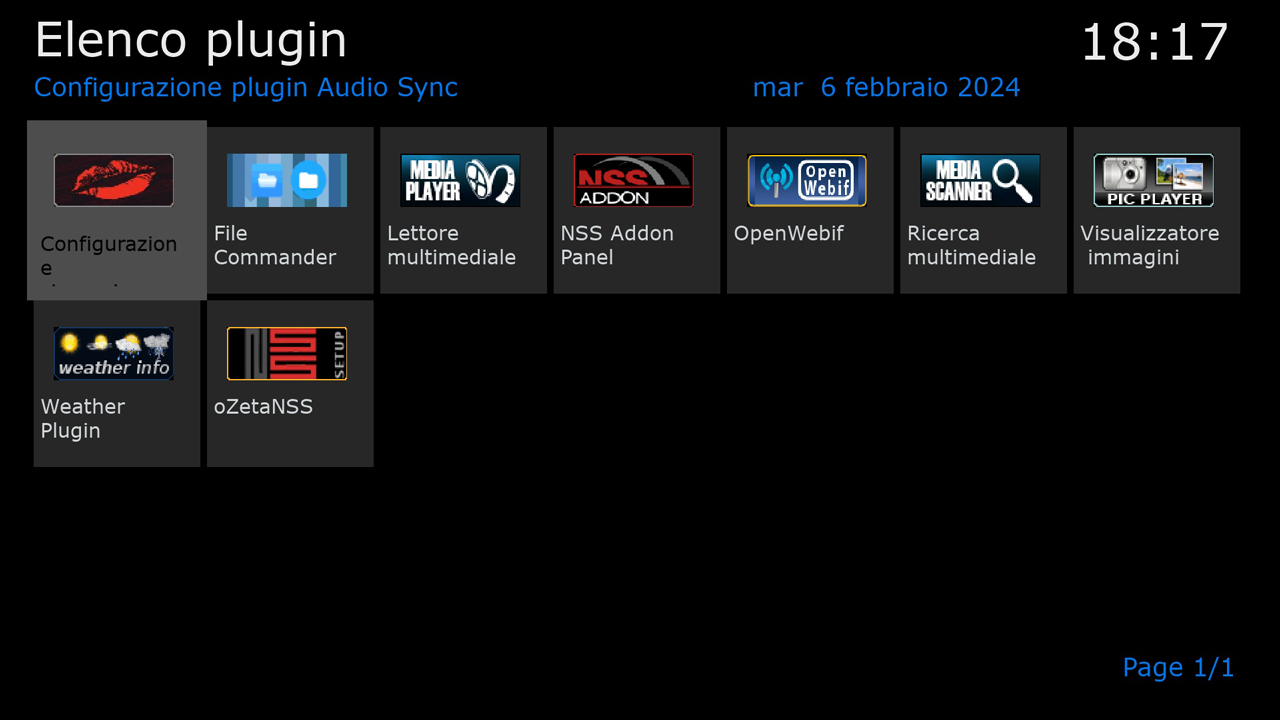 Elenco plugin
18:17
Configurazione plugin Audio Sync
mar  6 febbraio 2024
MEDIA
PLAYER
NSS
ADDON
Open
Webif
MEDIA
SCANNER
PIC PLAYER
Configurazion
e
File
Commander
Lettore
multimediale
NSS Addon
Panel
OpenWebif
Ricerca
multimediale
Visualizzatore
immagini
weather info
SETUP
Weather
Plugin
oZetaNSS
Page 1/1